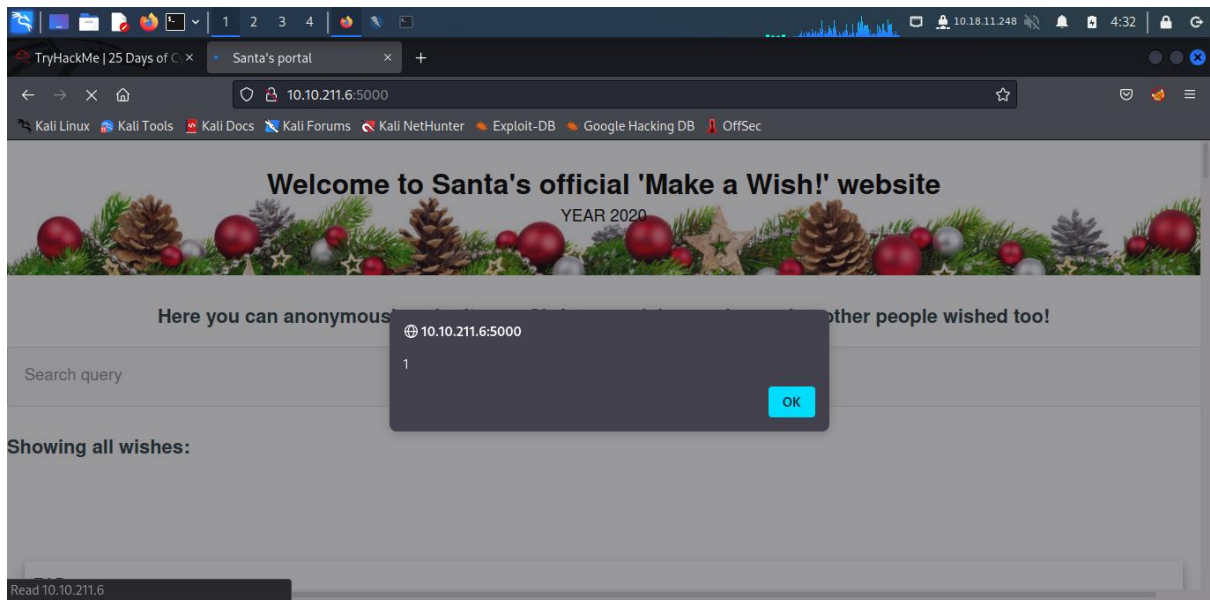 1 2 3 4
10.18.11.248
4:32
TryHackMe | 25 Days of C
Santa's portal
10.10.211.6:5000
Kali Linux Kali Tools Kali Docs Kali Forums Kali NetHunter Exploit-DB Google Hacking DB OffSec
Welcome to Santa's official 'Make a Wish!' website
YEAR 2020
Here you can anonymous other people wished too!
10.10.211.6:5000
1
OK
Search query
Showing all wishes:
Read 10.10.211.6